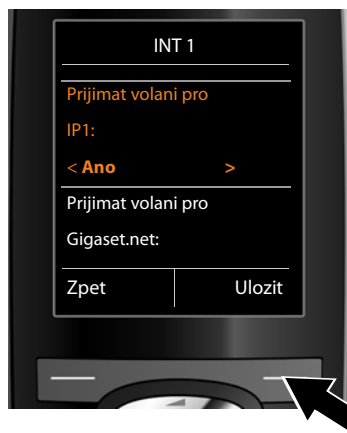 INT 1
Prijimat volani pro
IP1:
< Ano >
Prijimat volani pro
Gigaset.net:
Zpet Ulozit